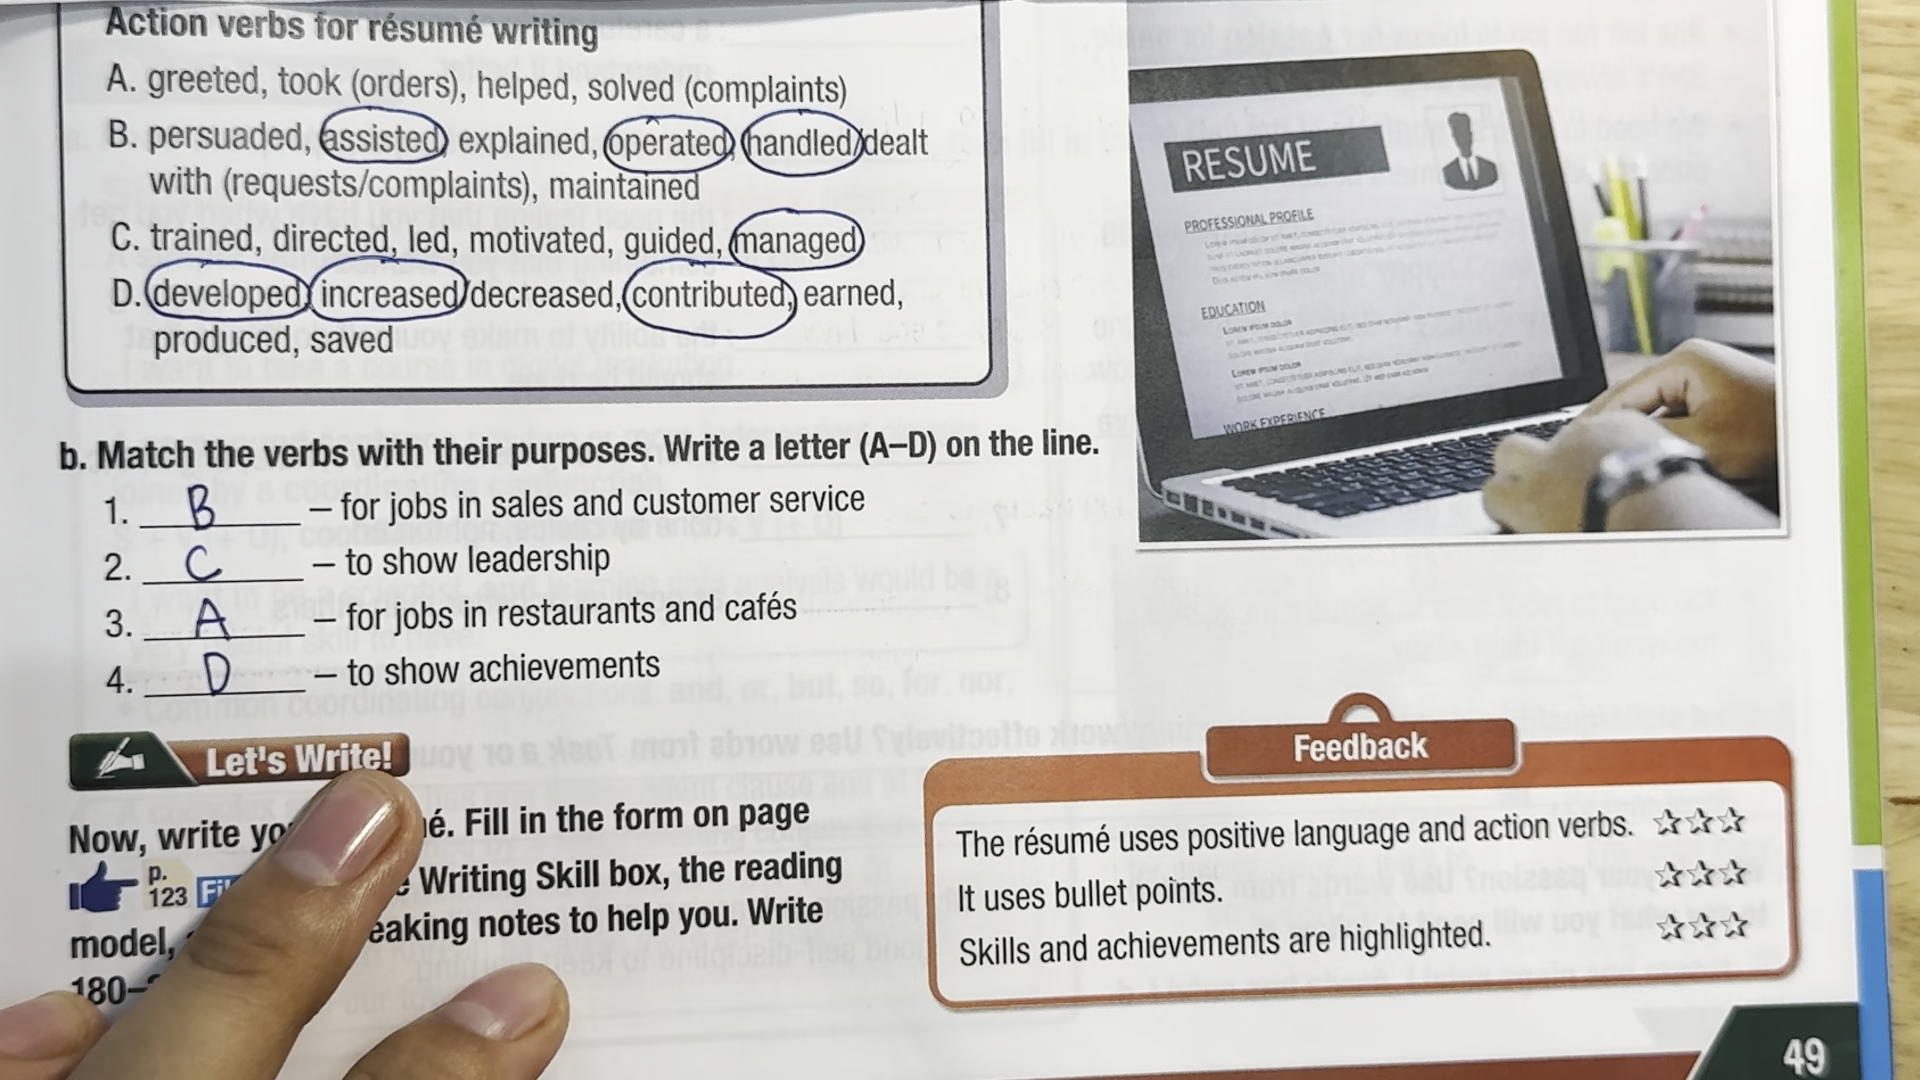 Action verbs for résumé writing
A. greeted, took (orders), helped, solved (complaints)
B. persuaded, assisted, explained, operated, handled/dealt
with (requests/complaints), maintained
C. trained, directed, led, motivated, guided, managed
D. developed, increased/decreased, contributed, earned,
produced, saved
b. Match the verbs with their purposes. Write a letter (A–D) on the line.
1. B – for jobs in sales and customer service
2. C – to show leadership
3. A – for jobs in restaurants and cafés
4. D – to show achievements
Let's Write!
Now, write é. Fill in the form on page
p.
123
Writing Skill box, the reading
model, eaking notes to help you. Write
180–
RESUME
PROFESSIONAL PROFILE
EDUCATION
LOREM IPSUM DOLOR
LOREM IPSUM DOLOR
WORK EXPERIENCE
Feedback
The résumé uses positive language and action verbs. ☆☆☆
It uses bullet points. ☆☆☆
Skills and achievements are highlighted. ☆☆☆
49